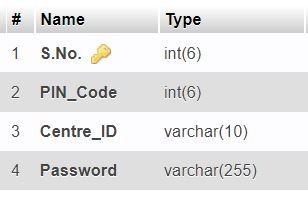 # Name Type
1 S.No. int(6)
2 PIN_Code int(6)
3 Centre_ID varchar(10)
4 Password varchar(255)